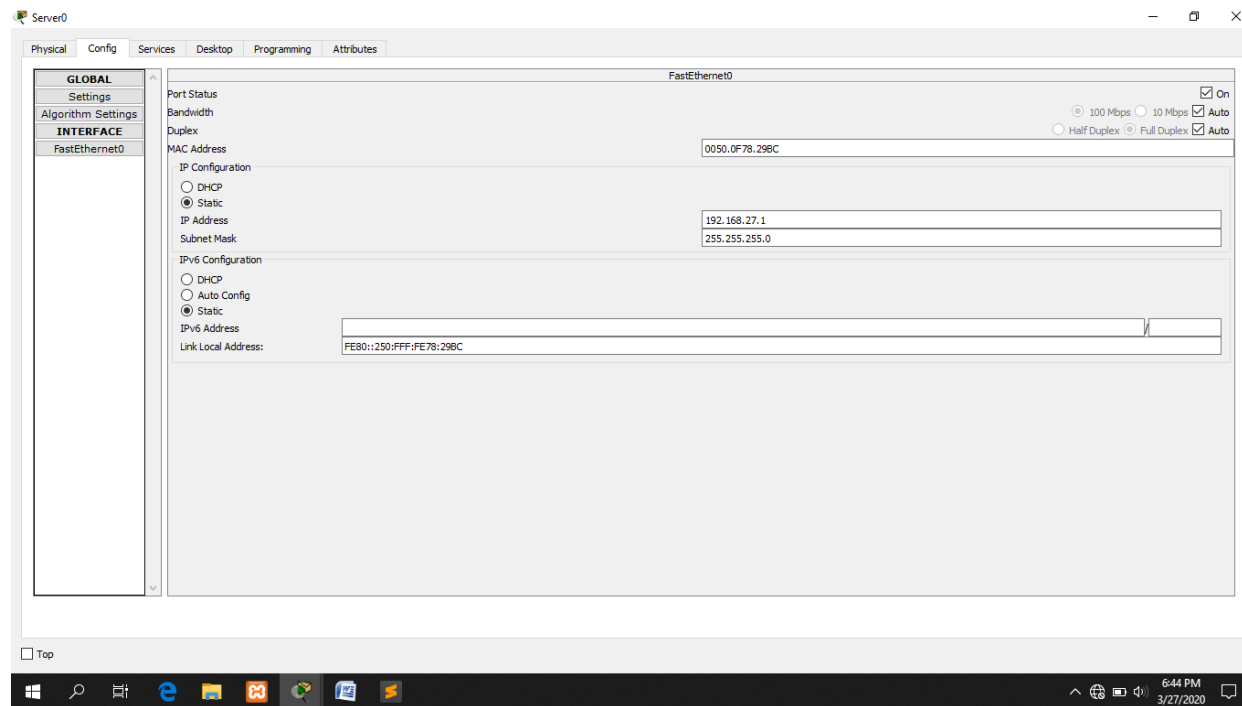 Server0
Physical Config Services Desktop Programming Attributes
GLOBAL
Settings
Algorithm Settings
INTERFACE
FastEthernet0
FastEthernet0
Port Status On
Bandwidth 100 Mbps 10 Mbps Auto
Duplex Half Duplex Full Duplex Auto
MAC Address 0050.0F78.29BC
IP Configuration
DHCP
Static
IP Address 192.168.27.1
Subnet Mask 255.255.255.0
IPv6 Configuration
DHCP
Auto Config
Static
IPv6 Address /
Link Local Address: FE80::250:FFF:FE78:29BC
Top
6:44 PM
3/27/2020